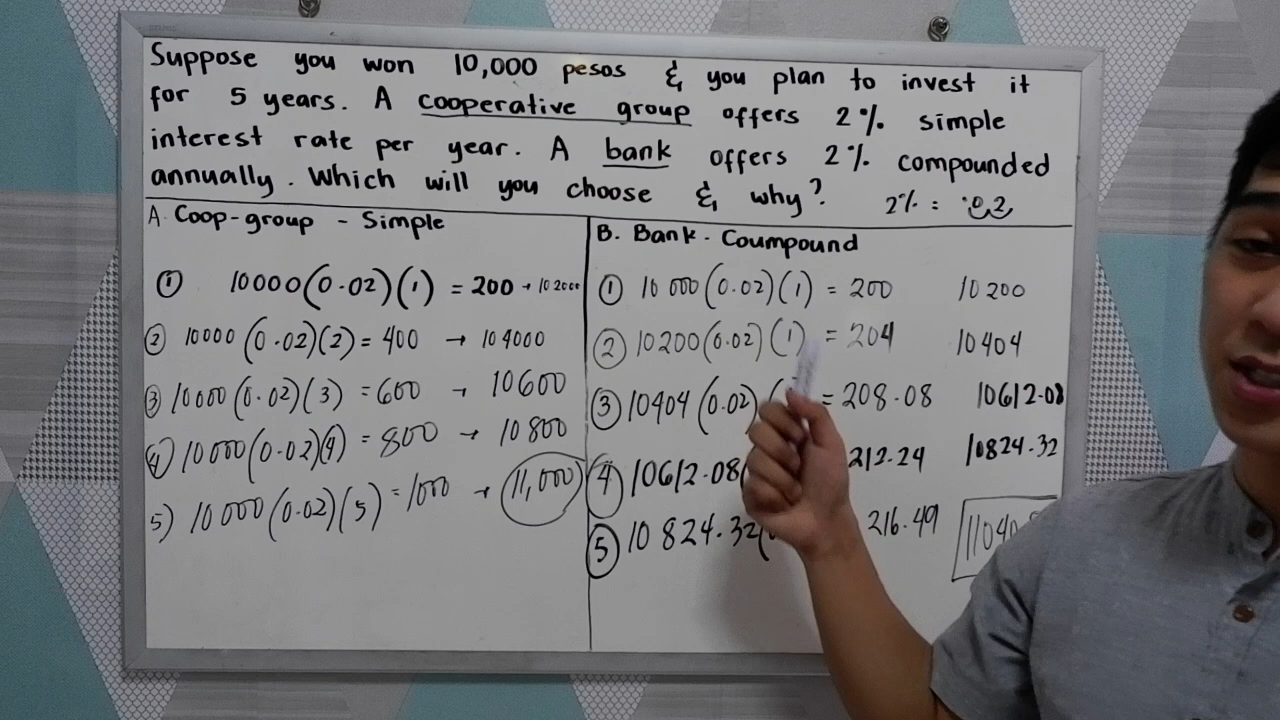 Suppose you won 10,000 pesos & you plan to invest it
for 5 years. A cooperative group offers 2% simple
interest rate per year. A bank offers 2% compounded
annually. Which will you choose & why? 2% = .02
A. Coop-group - Simple
① 10000(0.02)(1) = 200 → 102000
② 10000(0.02)(2) = 400 → 104000
③ 10000(0.02)(3) = 600 → 10600
④ 10000(0.02)(4) = 800 → 10800
5) 10000(0.02)(5) = 1000 → 11,000
B. Bank - Coumpound
① 10000(0.02)(1) = 200 10200
② 10200(0.02)(1) = 204 10404
③ 10404(0.02)( = 208.08 10612.08
④ 10612.08( 212.24 10824.32
⑤ 10824.32( 216.49 11040